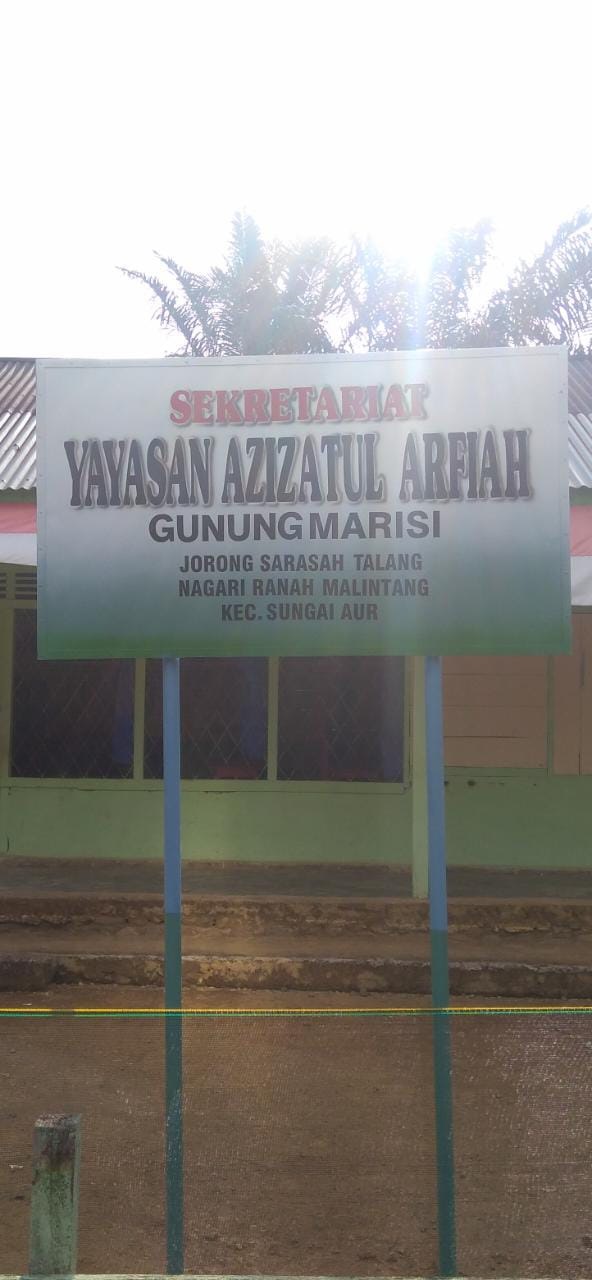 SEKRETARIAT
YAYASAN AZIZATUL ARFIAH
GUNUNG MARISI
JORONG SARASAH TALANG
NAGARI RANAH MALINTANG
KEC. SUNGAI AUR